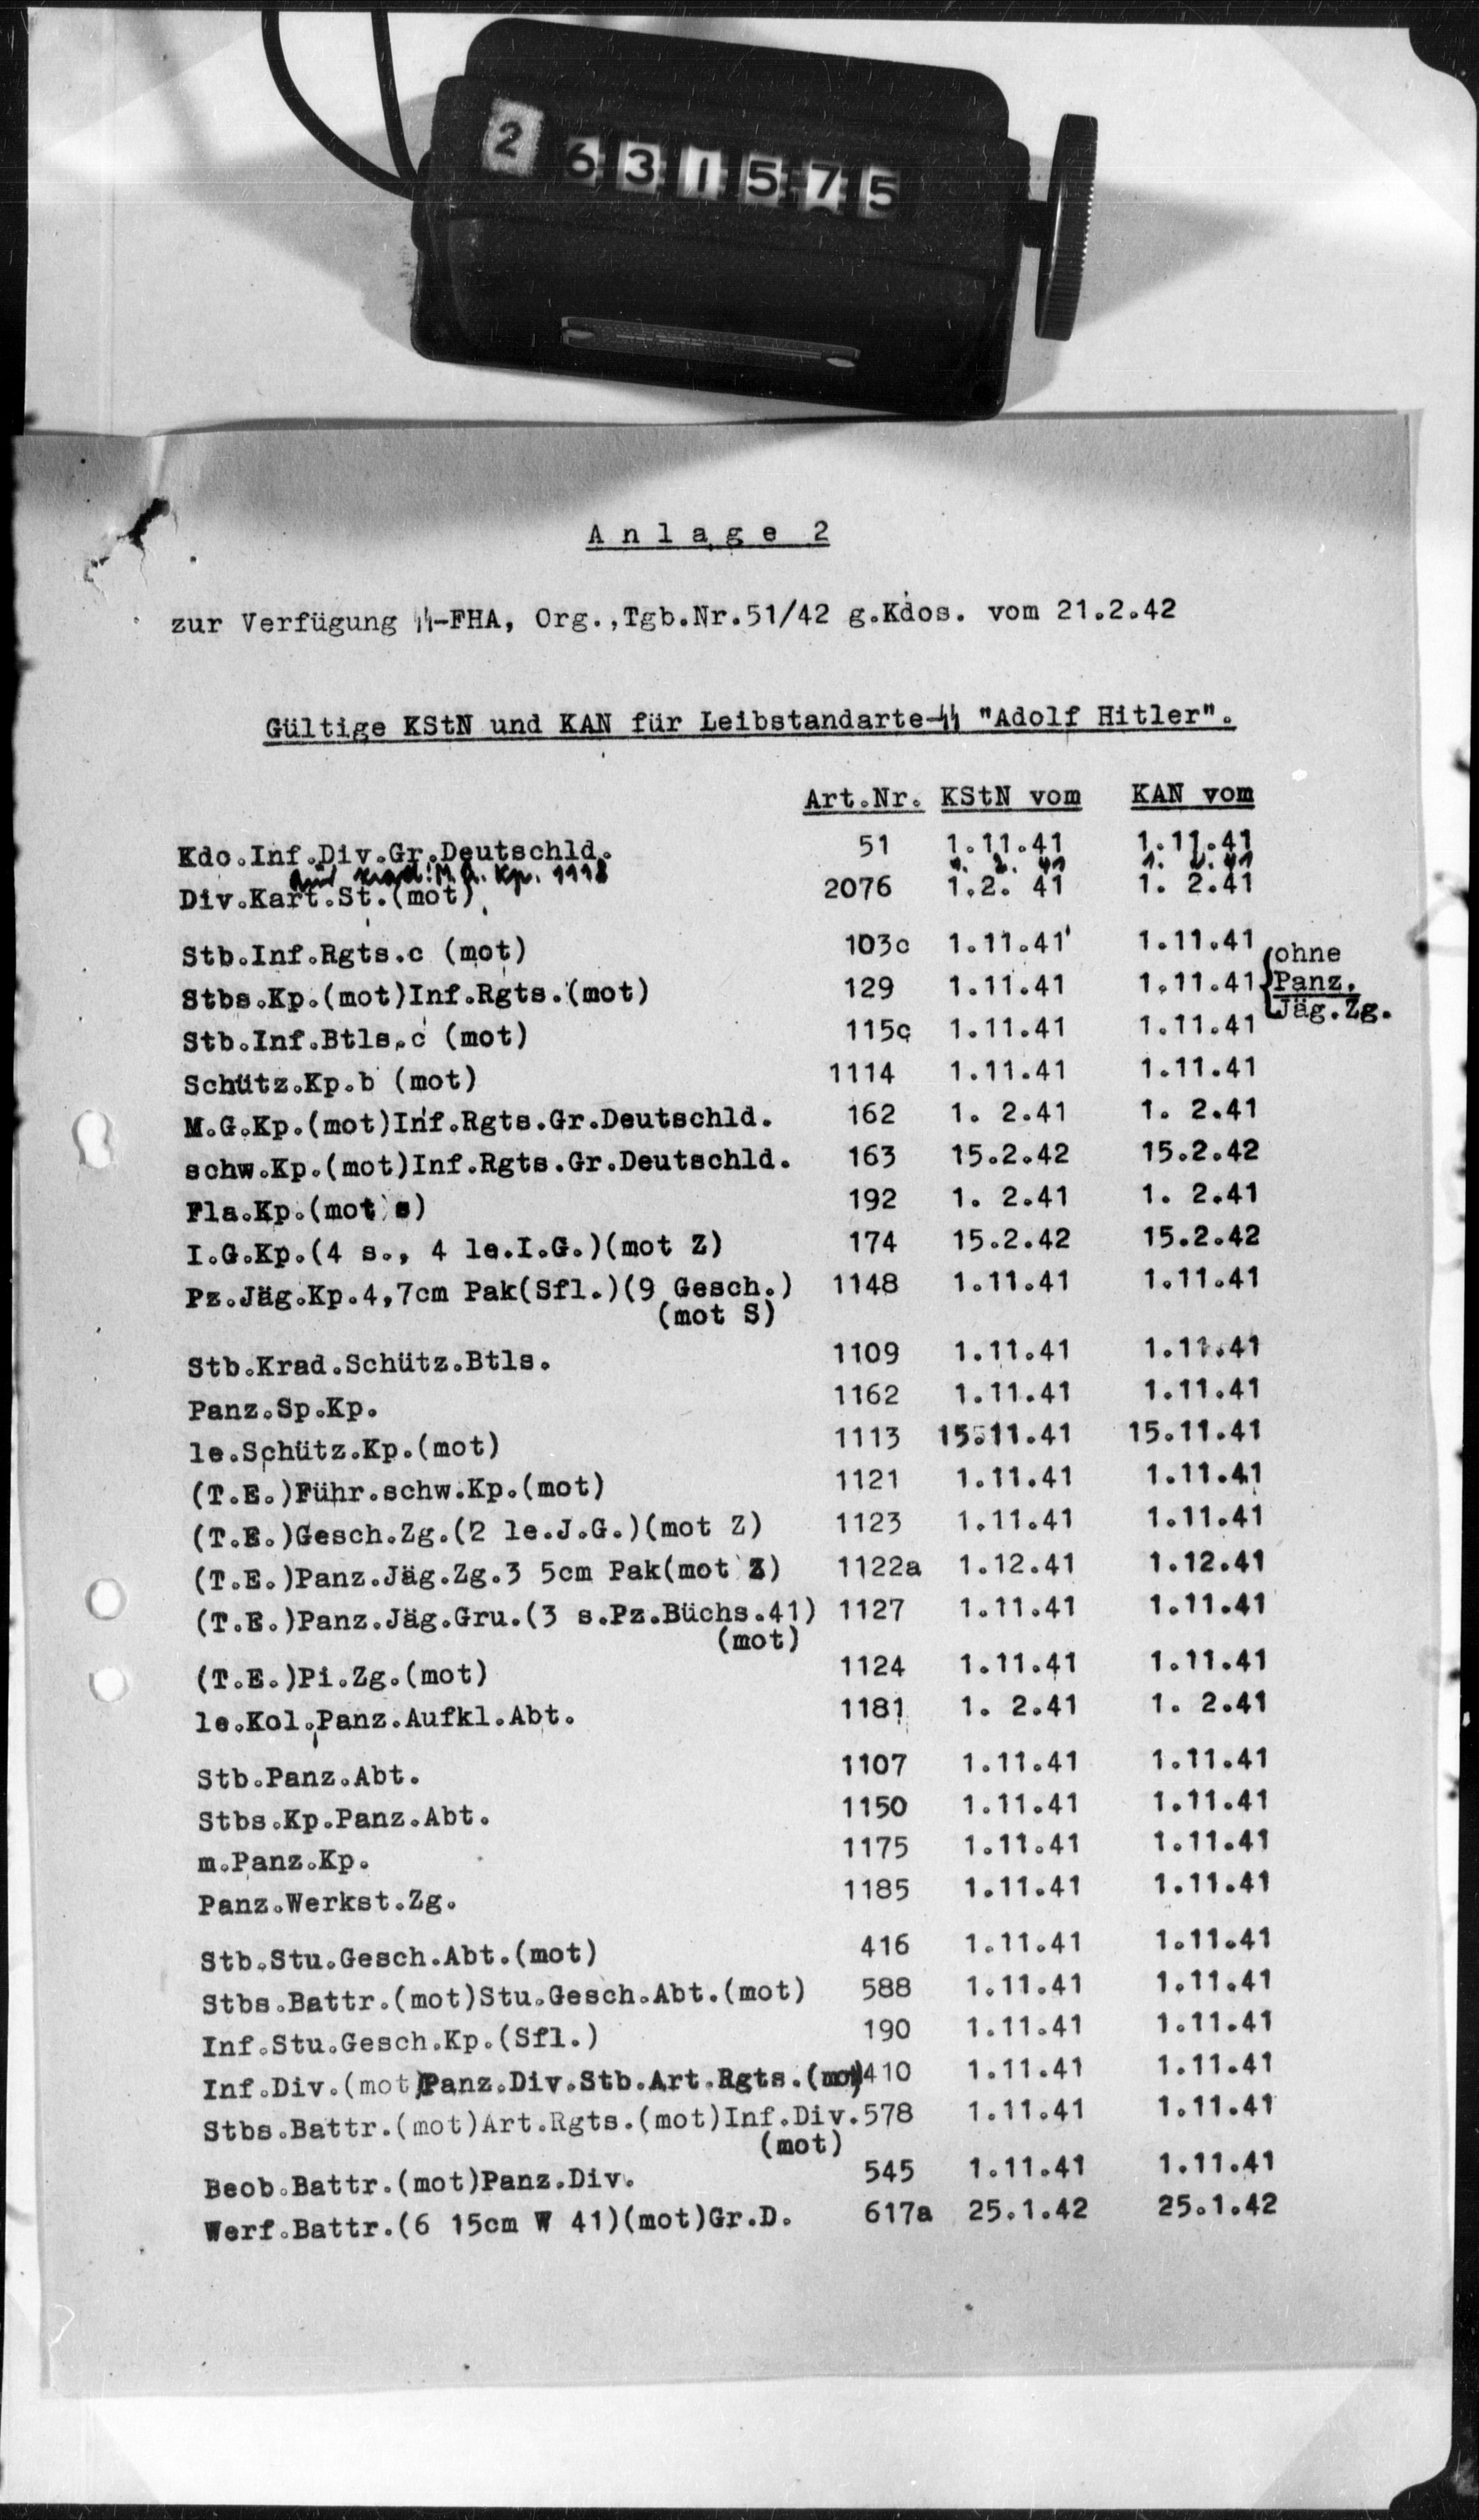 2 631575
Anlage 2
zur Verfügung SS-FHA, Org.,Tgb.Nr.51/42 g.Kdos. vom 21.2.42
Gültige KStN und KAN für Leibstandarte-SS "Adolf Hitler".
Art.Nr. KStN vom KAN vom
Kdo.Inf.Div.Gr.Deutschld. 51 1.11.41 1.11.41
Krad. M.G. Kp. 1118 1. 2. 41 1. 2. 41
Div.Kart.St.(mot) 2076 1.2. 41 1. 2.41
Stb.Inf.Rgts.c (mot) 103c 1.11.41 1.11.41 ohne
Stbs.Kp.(mot)Inf.Rgts.(mot) 129 1.11.41 1.11.41 Panz.
Stb.Inf.Btls.c (mot) 115c 1.11.41 1.11.41 Jäg.Zg.
Schütz.Kp.b (mot) 1114 1.11.41 1.11.41
M.G.Kp.(mot)Inf.Rgts.Gr.Deutschld. 162 1. 2.41 1. 2.41
schw.Kp.(mot)Inf.Rgts.Gr.Deutschld. 163 15.2.42 15.2.42
Fla.Kp.(mot s) 192 1. 2.41 1. 2.41
I.G.Kp.(4 s., 4 le.I.G.)(mot Z) 174 15.2.42 15.2.42
Pz.Jäg.Kp.4,7cm Pak(Sfl.)(9 Gesch.) 1148 1.11.41 1.11.41
(mot S)
Stb.Krad.Schütz.Btls. 1109 1.11.41 1.11.41
Panz.Sp.Kp. 1162 1.11.41 1.11.41
le.Schütz.Kp.(mot) 1113 15.11.41 15.11.41
(T.E.)Führ.schw.Kp.(mot) 1121 1.11.41 1.11.41
(T.E.)Gesch.Zg.(2 le.J.G.)(mot Z) 1123 1.11.41 1.11.41
(T.E.)Panz.Jäg.Zg.3 5cm Pak(mot Z) 1122a 1.12.41 1.12.41
(T.E.)Panz.Jäg.Gru.(3 s.Pz.Büchs.41) 1127 1.11.41 1.11.41
(mot)
(T.E.)Pi.Zg.(mot) 1124 1.11.41 1.11.41
le.Kol.Panz.Aufkl.Abt. 1181 1. 2.41 1. 2.41
Stb.Panz.Abt. 1107 1.11.41 1.11.41
Stbs.Kp.Panz.Abt. 1150 1.11.41 1.11.41
m.Panz.Kp. 1175 1.11.41 1.11.41
Panz.Werkst.Zg. 1185 1.11.41 1.11.41
Stb.Stu.Gesch.Abt.(mot) 416 1.11.41 1.11.41
Stbs.Battr.(mot)Stu.Gesch.Abt.(mot) 588 1.11.41 1.11.41
Inf.Stu.Gesch.Kp.(Sfl.) 190 1.11.41 1.11.41
Inf.Div.(mot)Panz.Div.Stb.Art.Rgts.(mot)410 1.11.41 1.11.41
Stbs.Battr.(mot)Art.Rgts.(mot)Inf.Div.578 1.11.41 1.11.41
(mot)
Beob.Battr.(mot)Panz.Div. 545 1.11.41 1.11.41
Werf.Battr.(6 15cm W 41)(mot)Gr.D. 617a 25.1.42 25.1.42